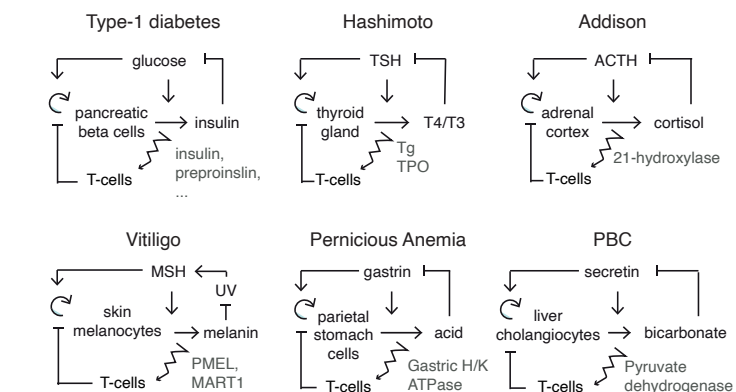 Type-1 diabetes
glucose
pancreatic
beta cells
insulin
insulin,
preproinslin,
...
T-cells
Hashimoto
TSH
thyroid
gland
T4/T3
Tg
TPO
T-cells
Addison
ACTH
adrenal
cortex
cortisol
21-hydroxylase
T-cells
Vitiligo
MSH
UV
skin
melanocytes
melanin
PMEL,
MART1
T-cells
Pernicious Anemia
gastrin
parietal
stomach
cells
acid
Gastric H/K
ATPase
T-cells
PBC
secretin
liver
cholangiocytes
bicarbonate
Pyruvate
dehydrogenase
T-cells